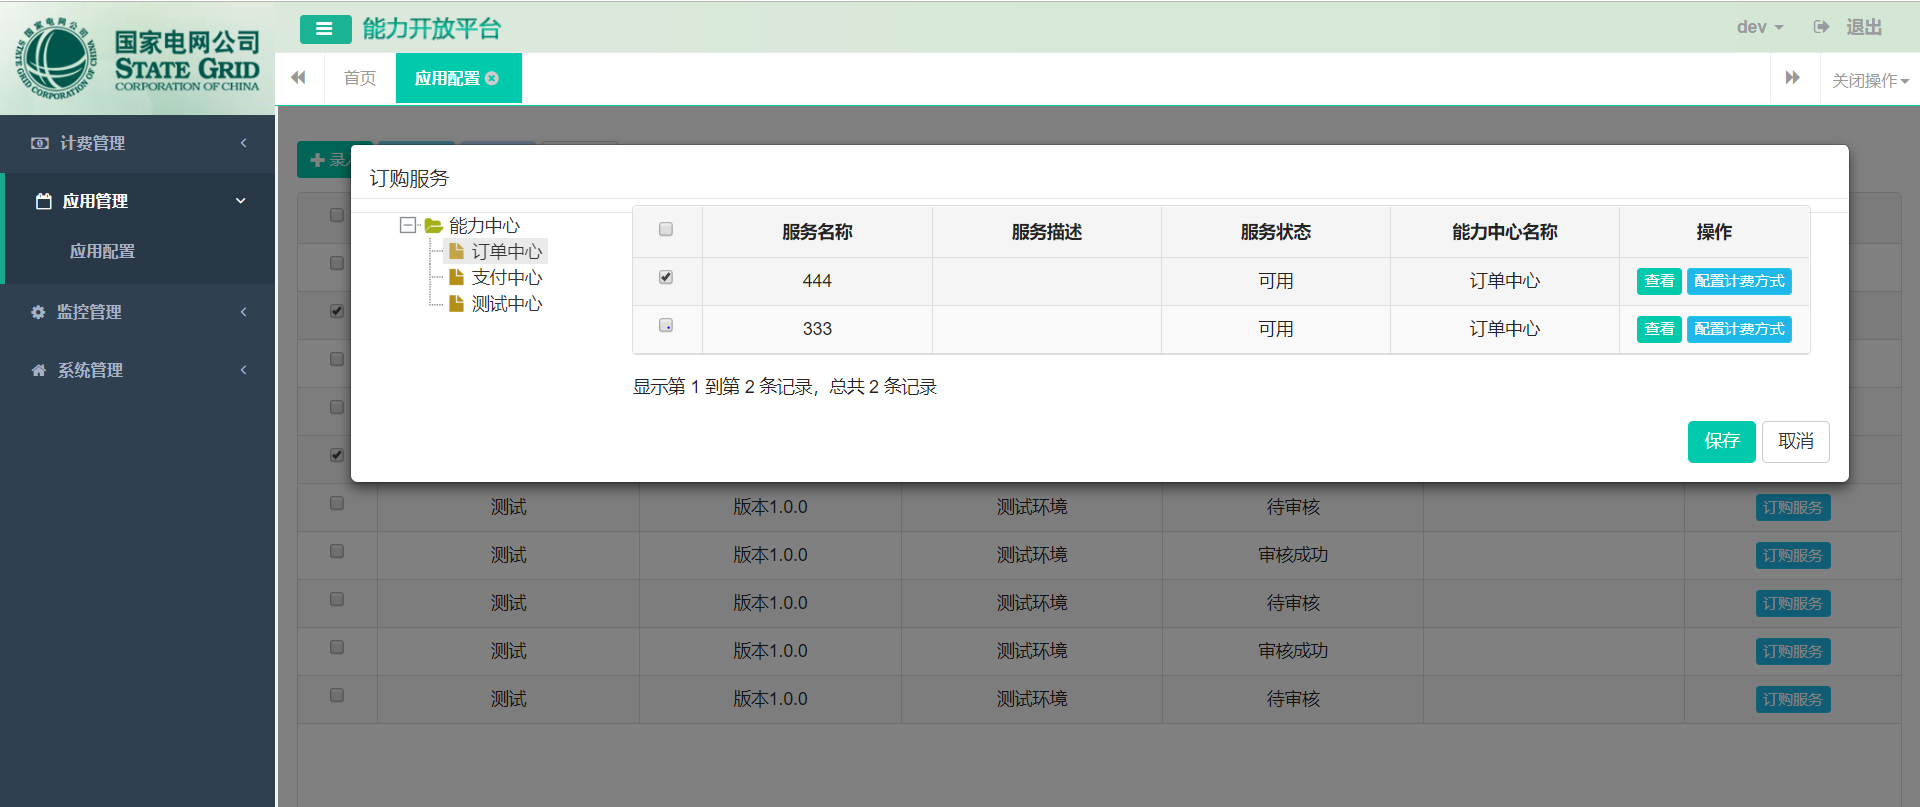 国家电网公司
STATE GRID
CORPORATION OF CHINA
国家电网公司
STATE GRID CORPORATION OF CHINA
能力开放平台
dev
退出
首页
应用配置
关闭操作
计费管理
应用管理
应用配置
监控管理
系统管理
订购服务
能力中心
订单中心
支付中心
测试中心
服务名称 服务描述 服务状态 能力中心名称 操作
444 可用 订单中心 查看 配置计费方式
333 可用 订单中心 查看 配置计费方式
显示第 1 到第 2 条记录，总共 2 条记录
保存 取消
测试 版本1.0.0 测试环境 待审核 订购服务
测试 版本1.0.0 测试环境 审核成功 订购服务
测试 版本1.0.0 测试环境 待审核 订购服务
测试 版本1.0.0 测试环境 审核成功 订购服务
测试 版本1.0.0 测试环境 待审核 订购服务